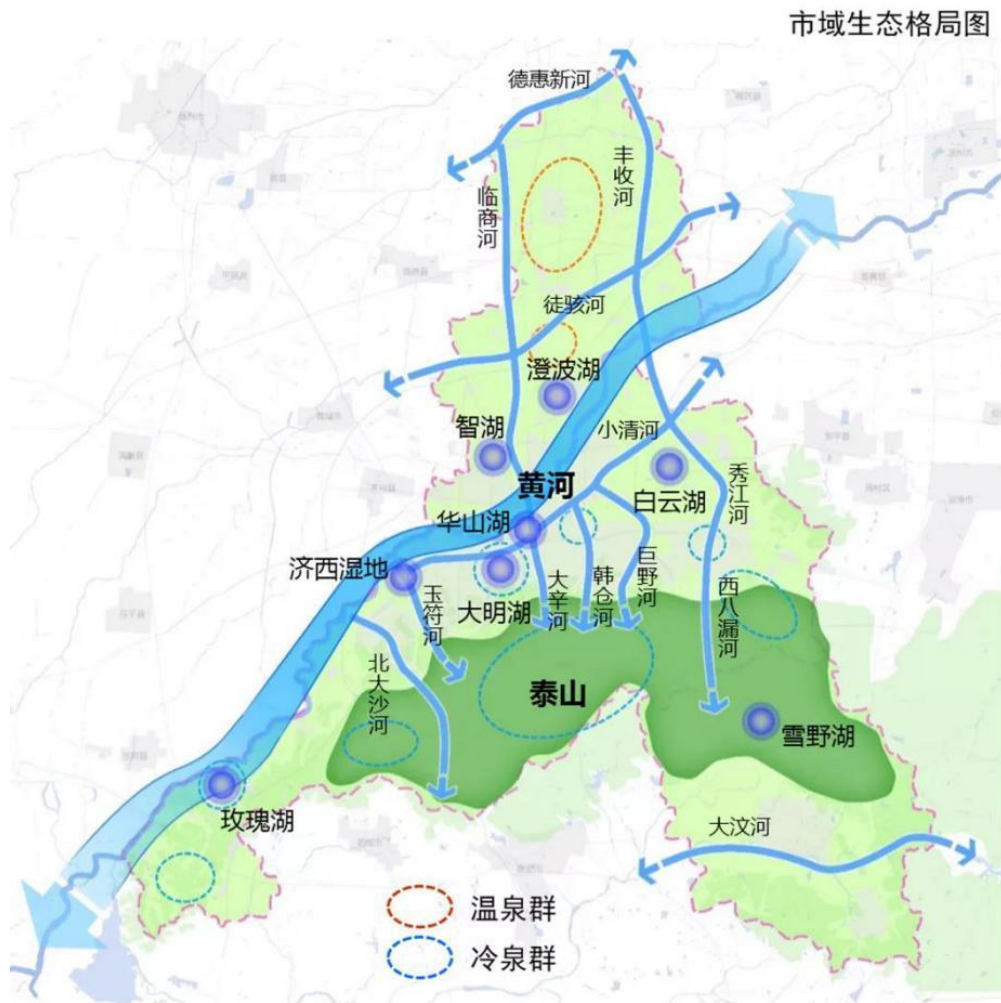 市域生态格局图
德惠新河
丰收河
临商河
徒骇河
澄波湖
智湖
小清河
黄河
白云湖
秀江河
华山湖
济西湿地
大明湖
玉符河
大辛河
韩仓河
巨野河
西八漏河
北大沙河
泰山
雪野湖
玫瑰湖
大汶河
温泉群
冷泉群